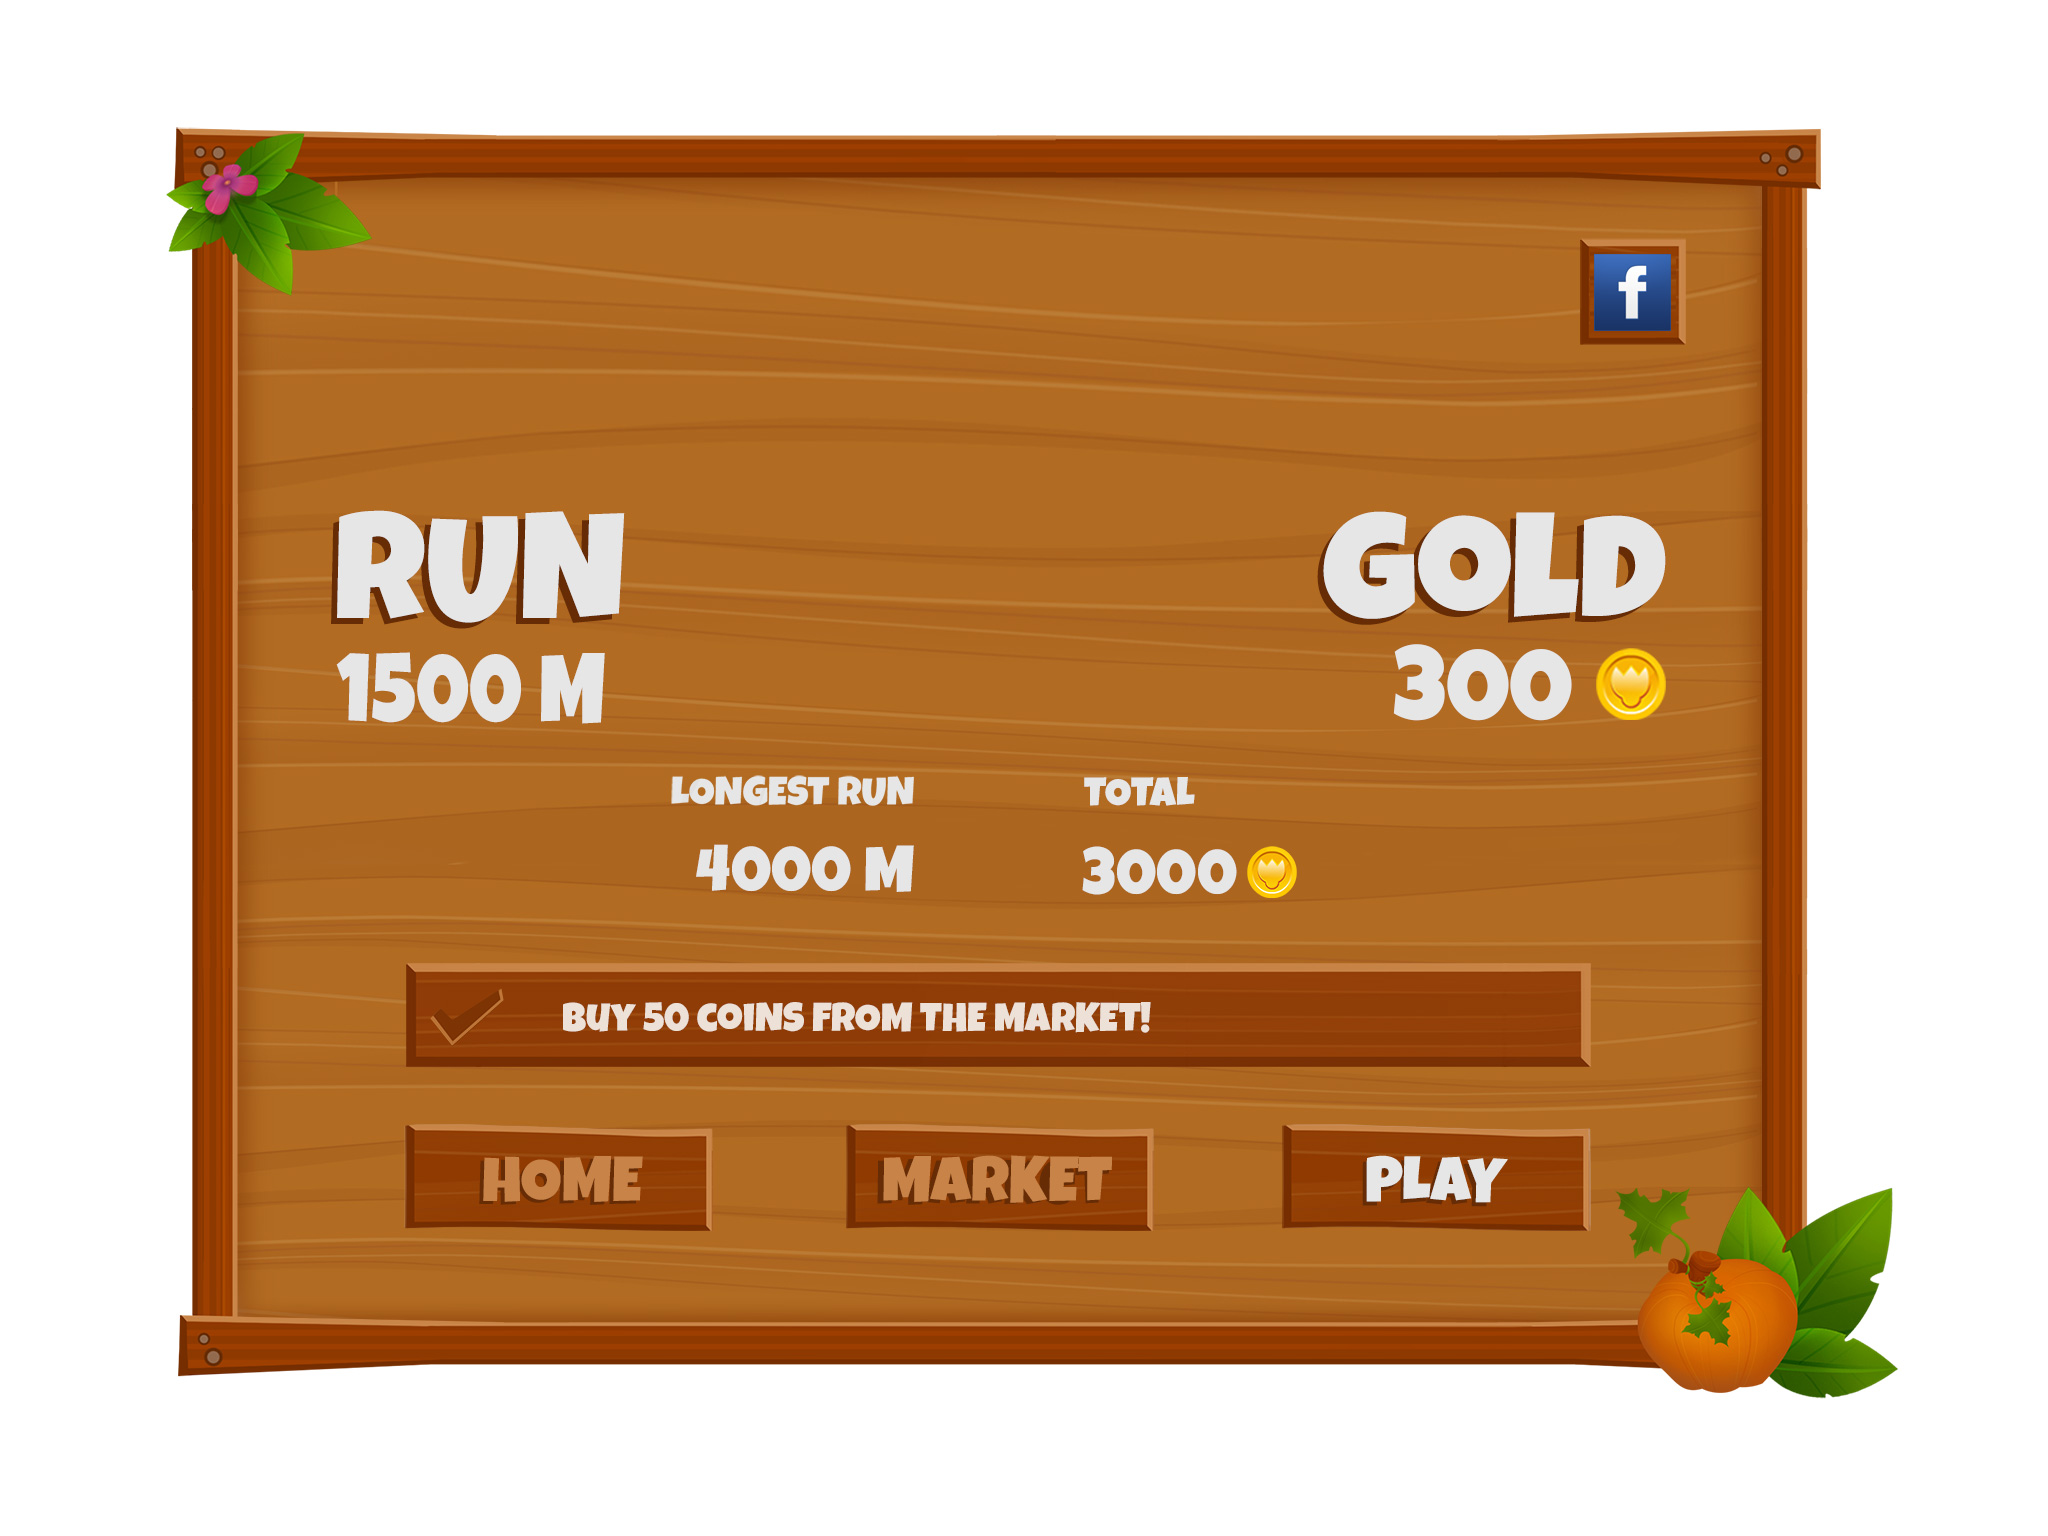 f
RUN
1500 M
GOLD
300
LONGEST RUN
4000 M
TOTAL
3000
BUY 50 COINS FROM THE MARKET!
HOME
MARKET
PLAY